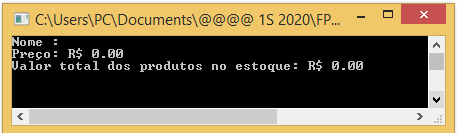 C:\Users\PC\Documents\@@@@ 1S 2020\FP...
Nome :
Preço: R$ 0.00
Valor total dos produtos no estoque: R$ 0.00